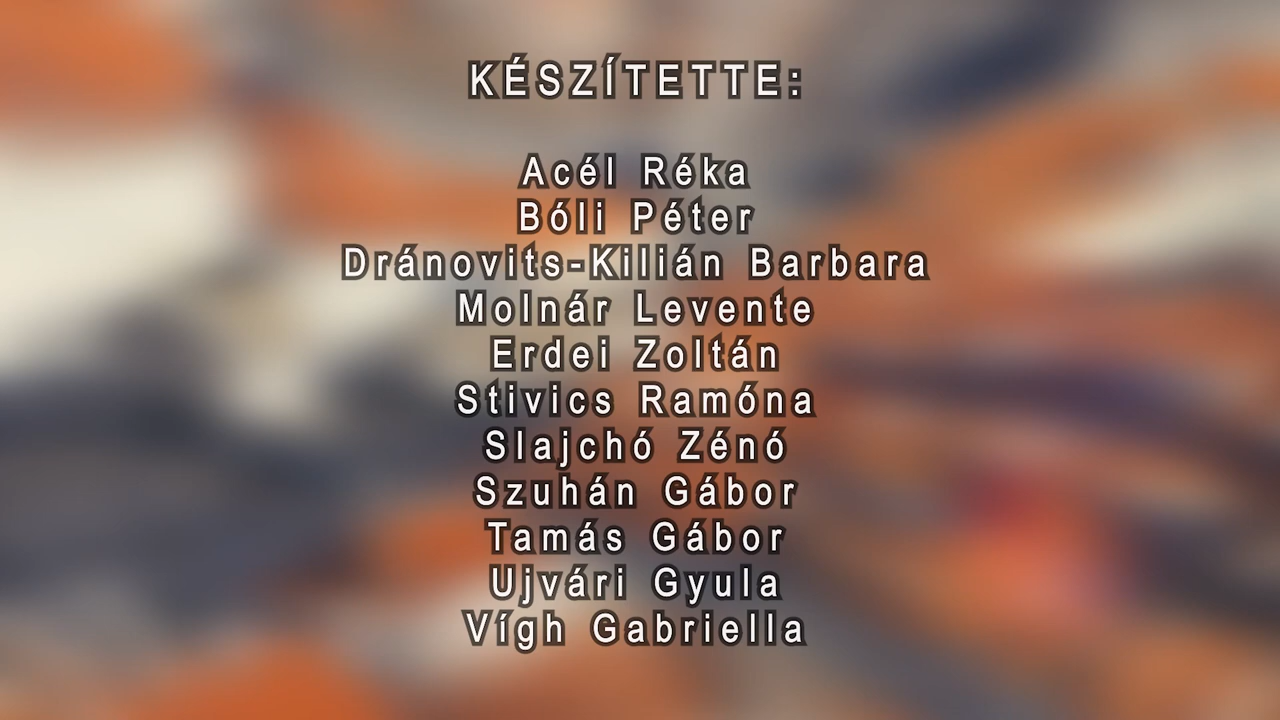 KÉSZÍTETTE:
Acél Réka
Bóli Péter
Dránovits-Kilián Barbara
Molnár Levente
Erdei Zoltán
Stivics Ramóna
Slajchó Zénó
Szuhán Gábor
Tamás Gábor
Ujvári Gyula
Vígh Gabriella